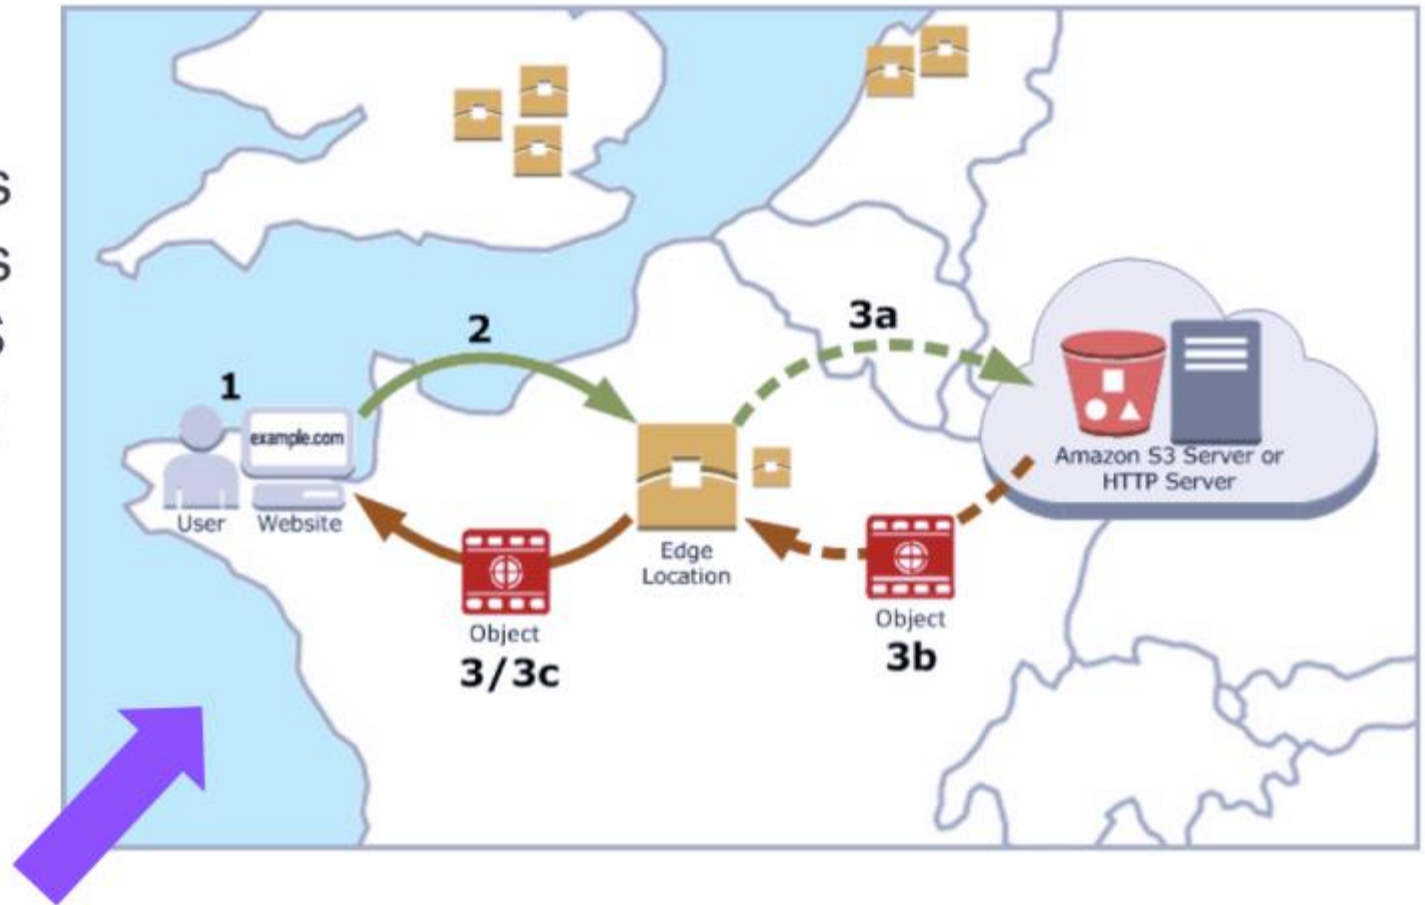 S
S
1
2
3a
example.com
User
Website
Edge
Location
Amazon S3 Server or
HTTP Server
Object
3/3c
Object
3b